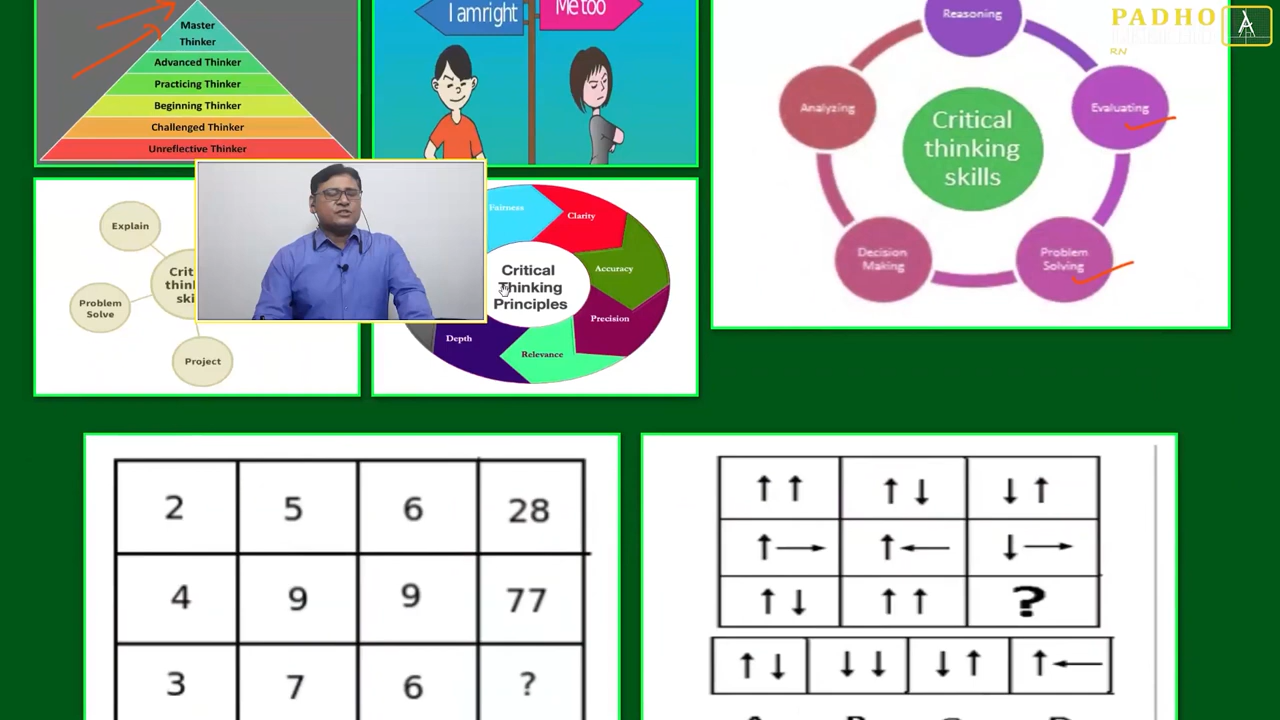 Master
Thinker
Advanced Thinker
Practicing Thinker
Beginning Thinker
Challenged Thinker
Unreflective Thinker
I am right
Me too
Reasoning
Evaluating
Problem
Solving
Decision
Making
Analyzing
Critical
thinking
skills
PADHO
RN
Explain
Problem
Solve
Project
Fairness
Clarity
Accuracy
Precision
Relevance
Depth
Critical
Thinking
Principles
2 5 6 28
4 9 9 77
3 7 6 ?
↑ ↑ ↑ ↓ ↓ ↑
↑ → ↑ ← ↓ →
↑ ↓ ↑ ↑ ?
↑ ↓ ↓ ↓ ↓ ↑ ↑ ←